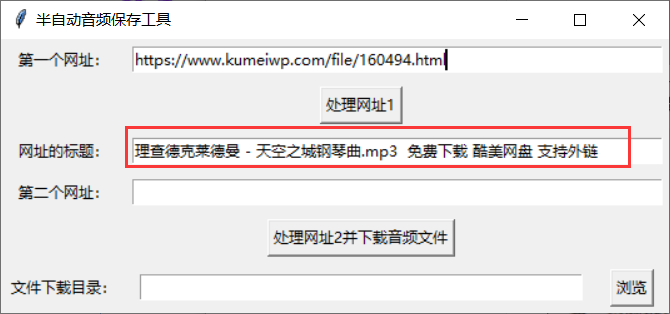 半自动音频保存工具
第一个网址: https://www.kumeiwp.com/file/160494.html
处理网址1
网址的标题: 理查德克莱德曼 - 天空之城钢琴曲.mp3 免费下载 酷美网盘 支持外链
第二个网址:
处理网址2并下载音频文件
文件下载目录: 浏览